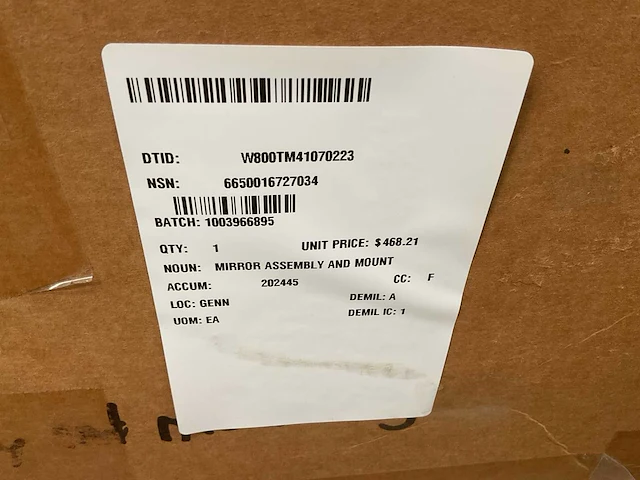 DTID: W800TM41070223
NSN: 6650016727034
BATCH: 1003966895
QTY: 1 UNIT PRICE: $468.21
NOUN: MIRROR ASSEMBLY AND MOUNT
ACCUM: 202445 CC: F
LOC: GENN DEMIL: A
UOM: EA DEMIL IC: 1